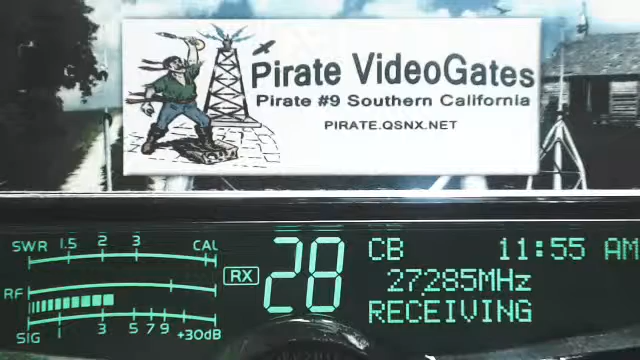 Pirate VideoGates
Pirate #9 Southern California
PIRATE.QSNX.NET
SWR 1.5 2 3 CAL
RF
SIG 1 3 5 7 9 +30dB
RX
28
CB 11:55 AM
27285MHz
RECEIVING